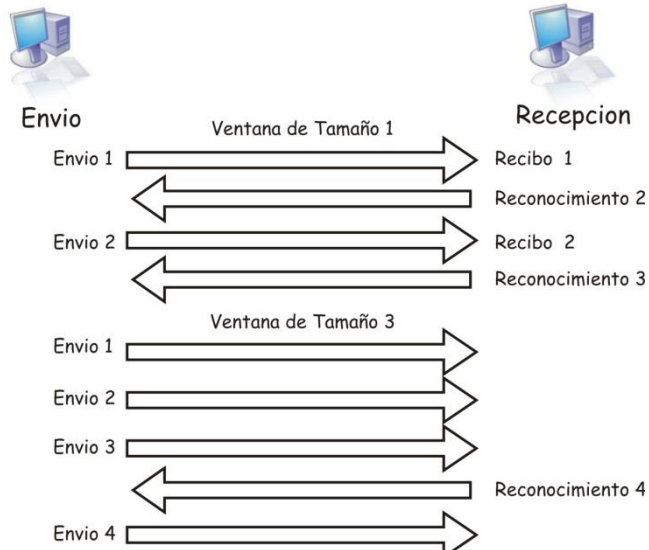 Envio
Recepcion
Ventana de Tamaño 1
Envio 1
Recibo 1
Reconocimiento 2
Envio 2
Recibo 2
Reconocimiento 3
Ventana de Tamaño 3
Envio 1
Envio 2
Envio 3
Reconocimiento 4
Envio 4